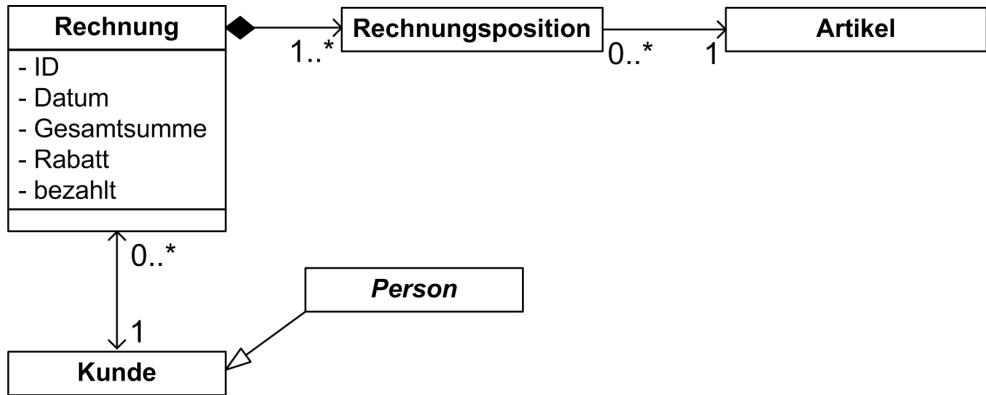 Rechnung
- ID
- Datum
- Gesamtsumme
- Rabatt
- bezahlt
1..*
Rechnungsposition
0..*
1
Artikel
0..*
1
Person
Kunde